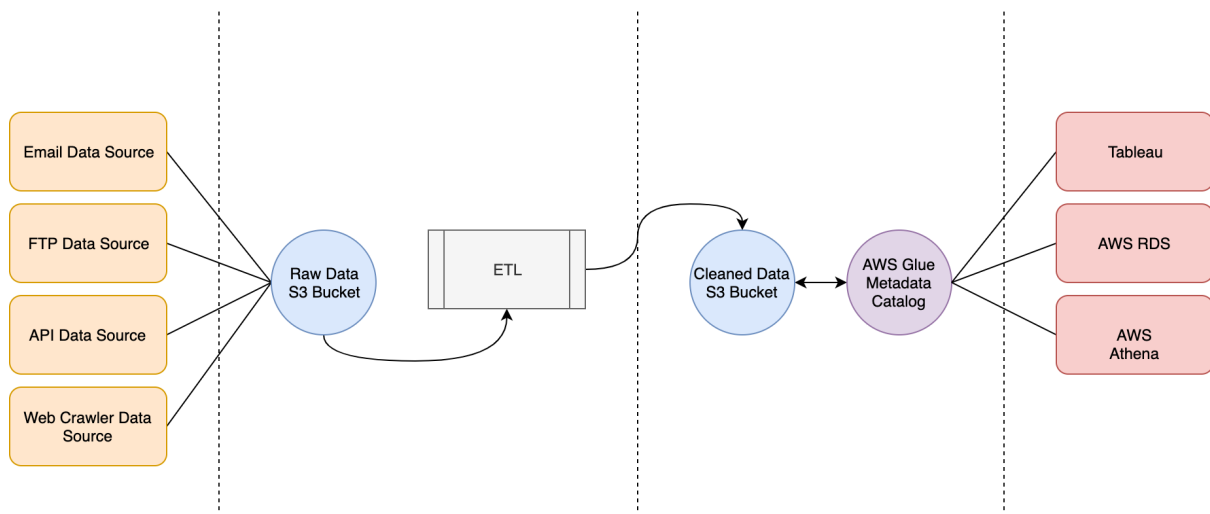 Email Data Source
FTP Data Source
API Data Source
Web Crawler Data
Source
Raw Data
S3 Bucket
ETL
Cleaned Data
S3 Bucket
AWS Glue
Metadata
Catalog
Tableau
AWS RDS
AWS
Athena